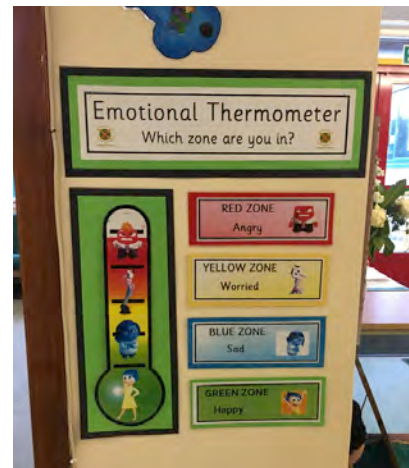 Emotional Thermometer
Which zone are you in?
RED ZONE
Angry
YELLOW ZONE
Worried
BLUE ZONE
Sad
GREEN ZONE
Happy